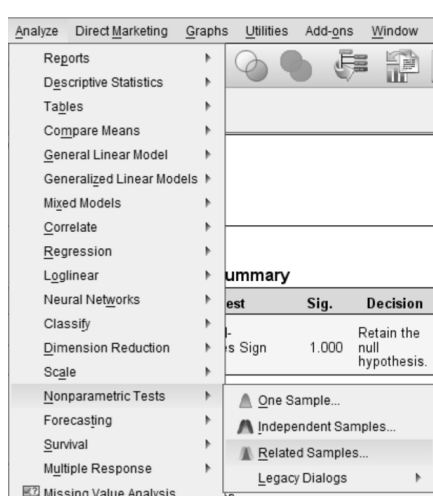 Analyze Direct Marketing Graphs Utilities Add-ons Window
Reports
Descriptive Statistics
Tables
Compare Means
General Linear Model
Generalized Linear Models
Mixed Models
Correlate
Regression
Loglinear
ummary
Neural Networks
est Sig. Decision
Classify
Dimension Reduction
s Sign 1.000 Retain the
null
hypothesis.
Scale
Nonparametric Tests
One Sample...
Forecasting
Independent Samples...
Survival
Related Samples...
Multiple Response
Legacy Dialogs
Missing Value Analysis